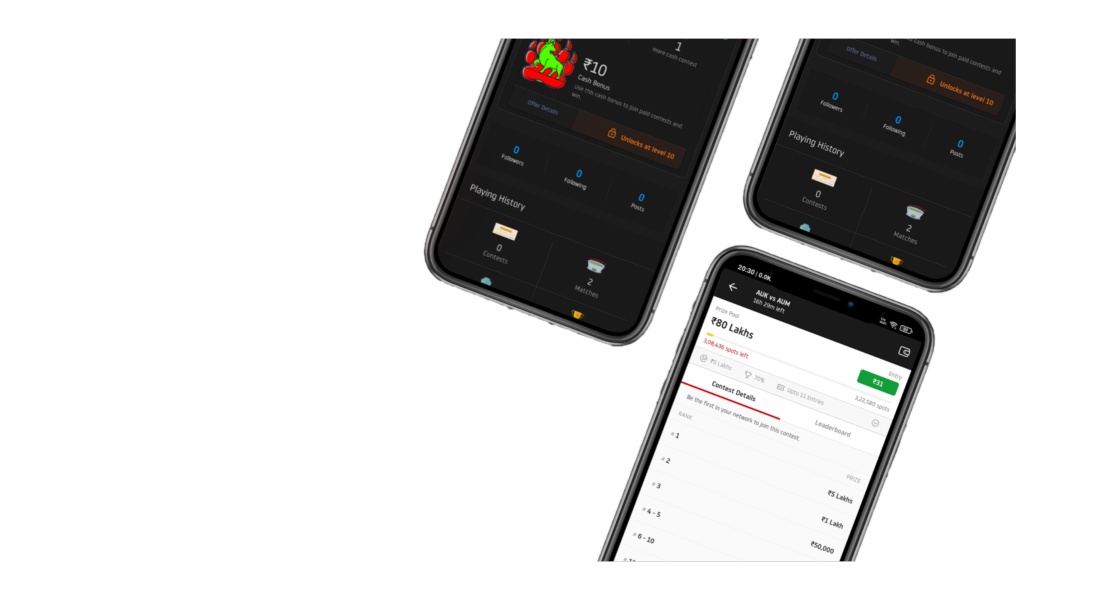 1
more cash contest
₹10
Cash Bonus
Use this cash bonus to join paid contests and
win.
Offer Details
Unlocks at level 10
0
Followers
0
Following
0
Posts
Playing History
0
Contests
2
Matches
cash bonus to join paid contests and
win.
Offer Details
Unlocks at level 10
0
Followers
0
Following
0
Posts
Playing History
0
Contests
2
Matches
20:30 | 0.0K
AUK vs AUM
16h 29m left
Prize Pool
₹80 Lakhs
Entry
₹31
3,08,436 spots left
3,22,580 spots
₹5 Lakhs
70%
Upto 11 Entries
Contest Details
Leaderboard
Be the first in your network to join this contest.
RANK
PRIZE
# 1
₹5 Lakhs
# 2
₹1 Lakh
# 3
₹50,000
# 4 - 5
# 6 - 10